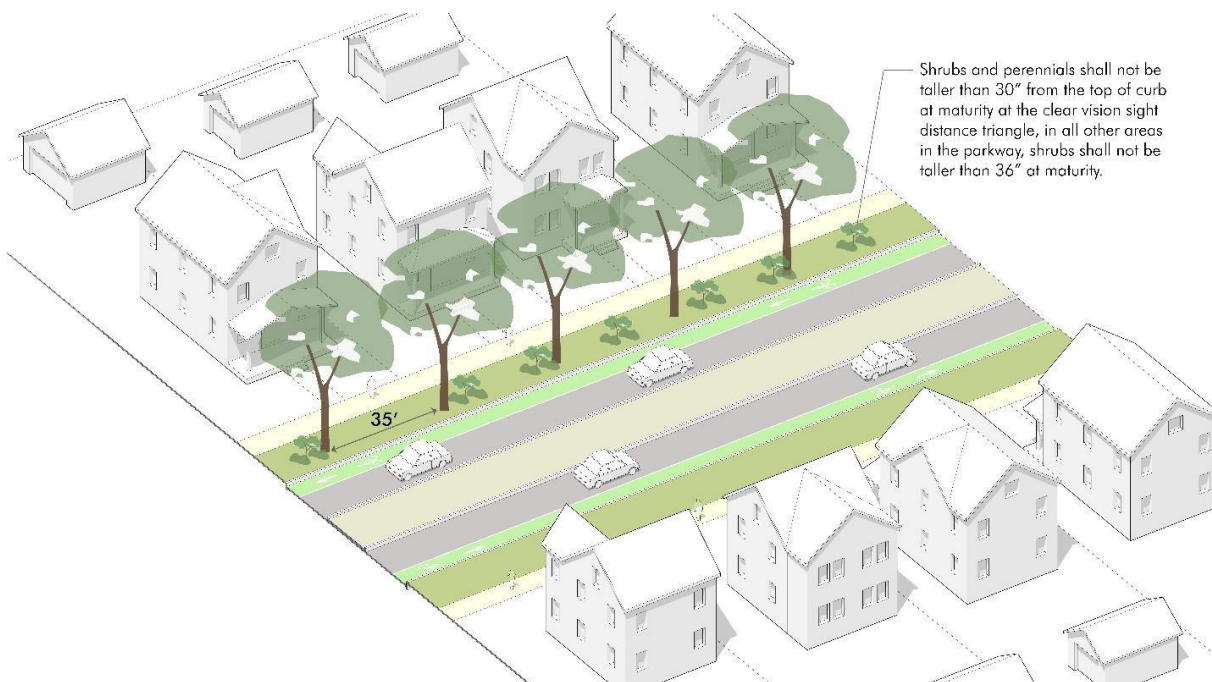 Shrubs and perennials shall not be
taller than 30” from the top of curb
at maturity at the clear vision sight
distance triangle, in all other areas
in the parkway, shrubs shall not be
taller than 36” at maturity.
35’